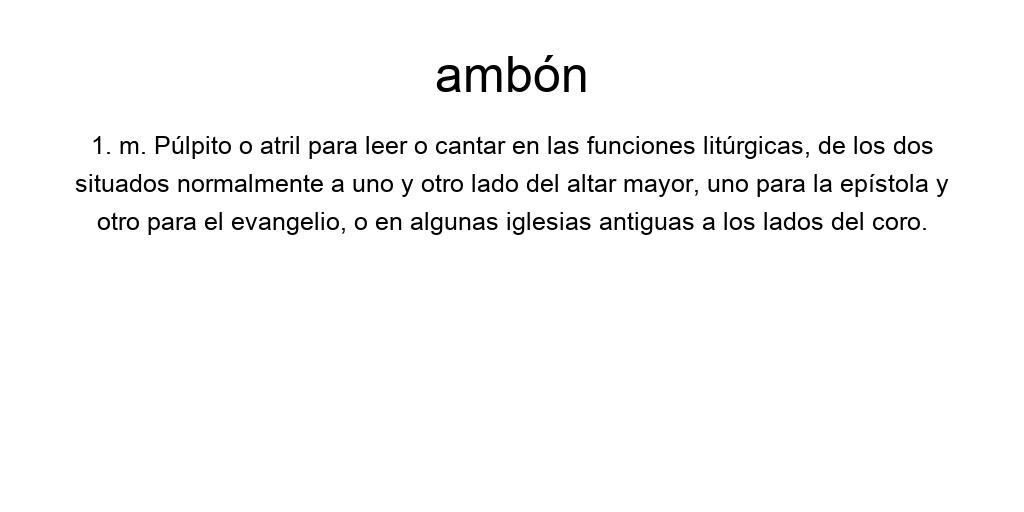 ambón
1. m. Púlpito o atril para leer o cantar en las funciones litúrgicas, de los dos
situados normalmente a uno y otro lado del altar mayor, uno para la epístola y
otro para el evangelio, o en algunas iglesias antiguas a los lados del coro.